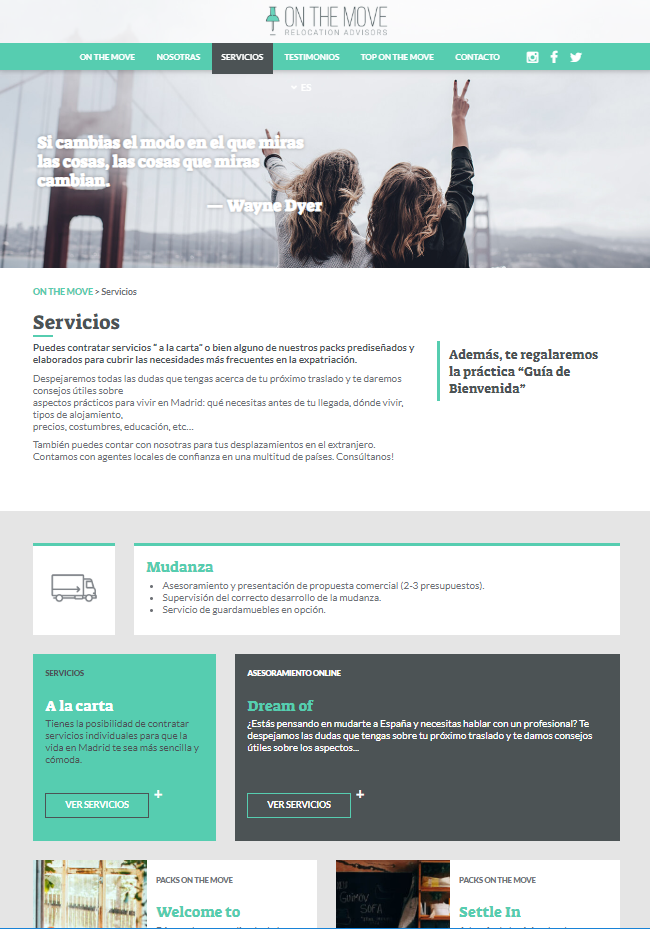 ON THE MOVE
RELOCATION ADVISORS
ON THE MOVE NOSOTRAS SERVICIOS TESTIMONIOS TOP ON THE MOVE CONTACTO
ES
Si cambias el modo en el que miras
las cosas, las cosas que miras
cambian.
— Wayne Dyer
ON THE MOVE > Servicios
Servicios
Puedes contratar servicios " a la carta" o bien alguno de nuestros packs prediseñados y
elaborados para cubrir las necesidades más frecuentes en la expatriación.
Despejaremos todas las dudas que tengas acerca de tu próximo traslado y te daremos
consejos útiles sobre
aspectos prácticos para vivir en Madrid: qué necesitas antes de tu llegada, dónde vivir,
tipos de alojamiento,
precios, costumbres, educación, etc...
También puedes contar con nosotras para tus desplazamientos en el extranjero.
Contamos con agentes locales de confianza en una multitud de países. Consúltanos!
Además, te regalaremos
la práctica “Guía de
Bienvenida”
Mudanza
• Asesoramiento y presentación de propuesta comercial (2-3 presupuestos).
• Supervisión del correcto desarrollo de la mudanza.
• Servicio de guardamuebles en opción.
SERVICIOS
A la carta
Tienes la posibilidad de contratar
servicios individuales para que la
vida en Madrid te sea más sencilla y
cómoda.
VER SERVICIOS +
ASESORAMIENTO ONLINE
Dream of
¿Estás pensando en mudarte a España y necesitas hablar con un profesional? Te
despejamos las dudas que tengas sobre tu próximo traslado y te damos consejos
útiles sobre los aspectos...
VER SERVICIOS +
PACKS ON THE MOVE
Welcome to
PACKS ON THE MOVE
Settle In